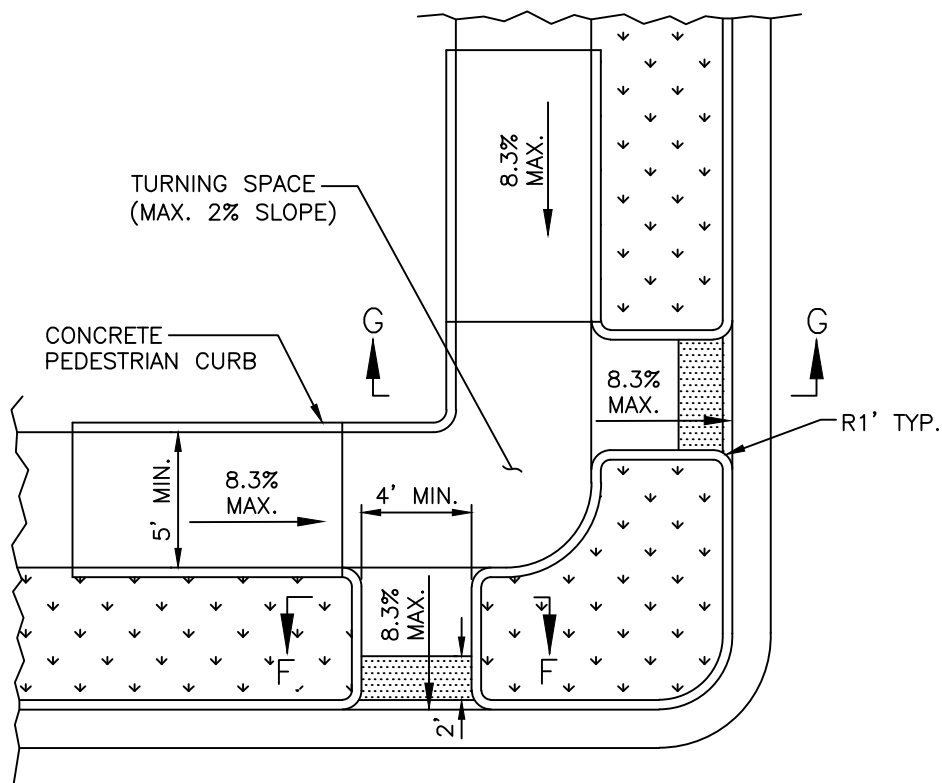 8.3%
MAX.
TURNING SPACE
(MAX. 2% SLOPE)
G
G
CONCRETE
PEDESTRIAN CURB
8.3%
MAX.
R1' TYP.
5' MIN.
8.3%
MAX.
4' MIN.
8.3%
MAX.
F
F
2'